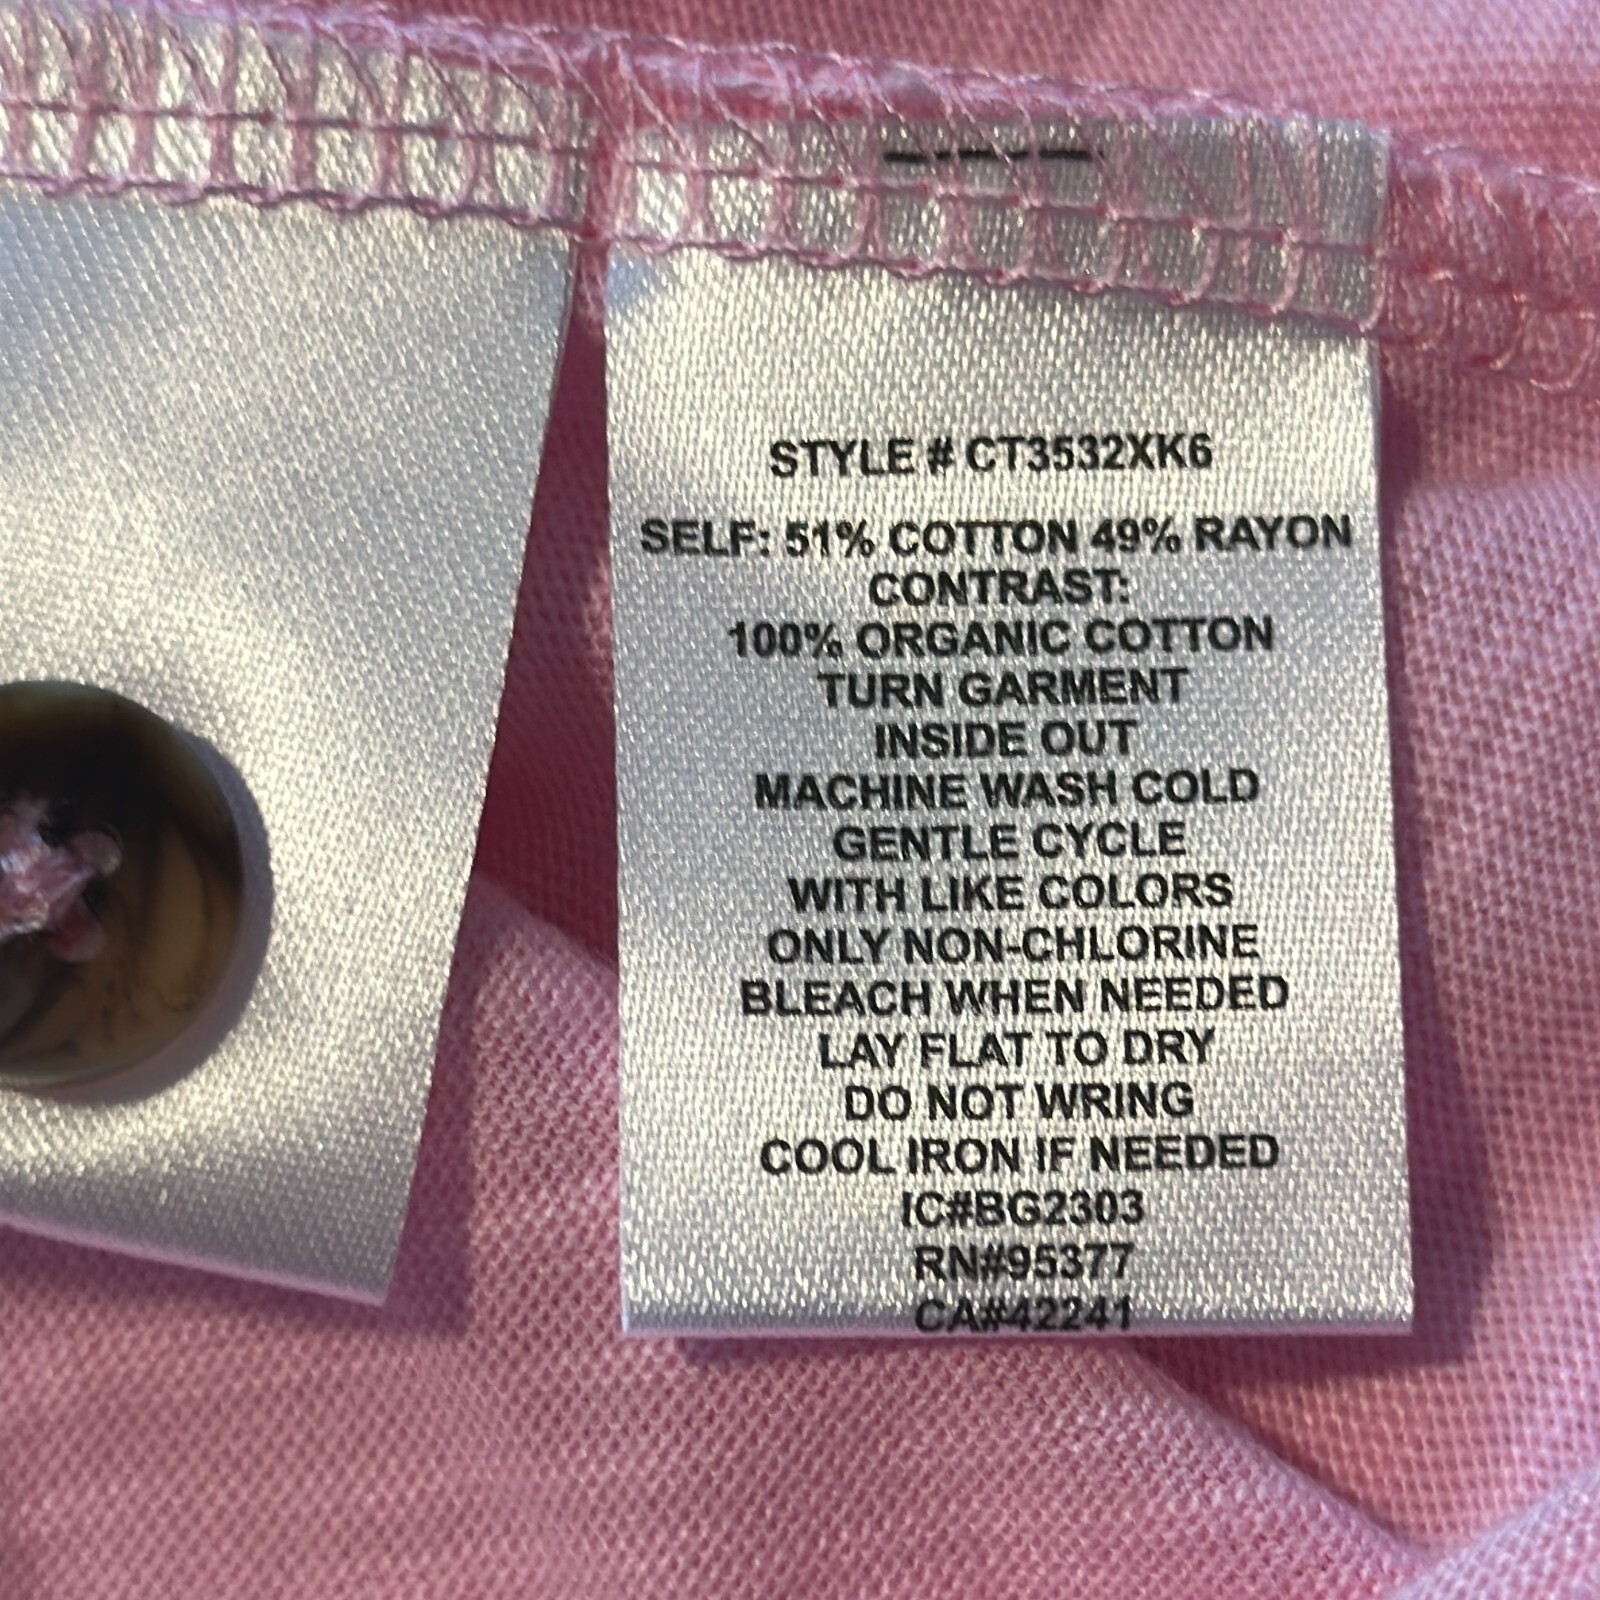 STYLE # CT3532XK6
SELF: 51% COTTON 49% RAYON
CONTRAST:
100% ORGANIC COTTON
TURN GARMENT
INSIDE OUT
MACHINE WASH COLD
GENTLE CYCLE
WITH LIKE COLORS
ONLY NON-CHLORINE
BLEACH WHEN NEEDED
LAY FLAT TO DRY
DO NOT WRING
COOL IRON IF NEEDED
IC#BG2303
RN#95377
CA#42241